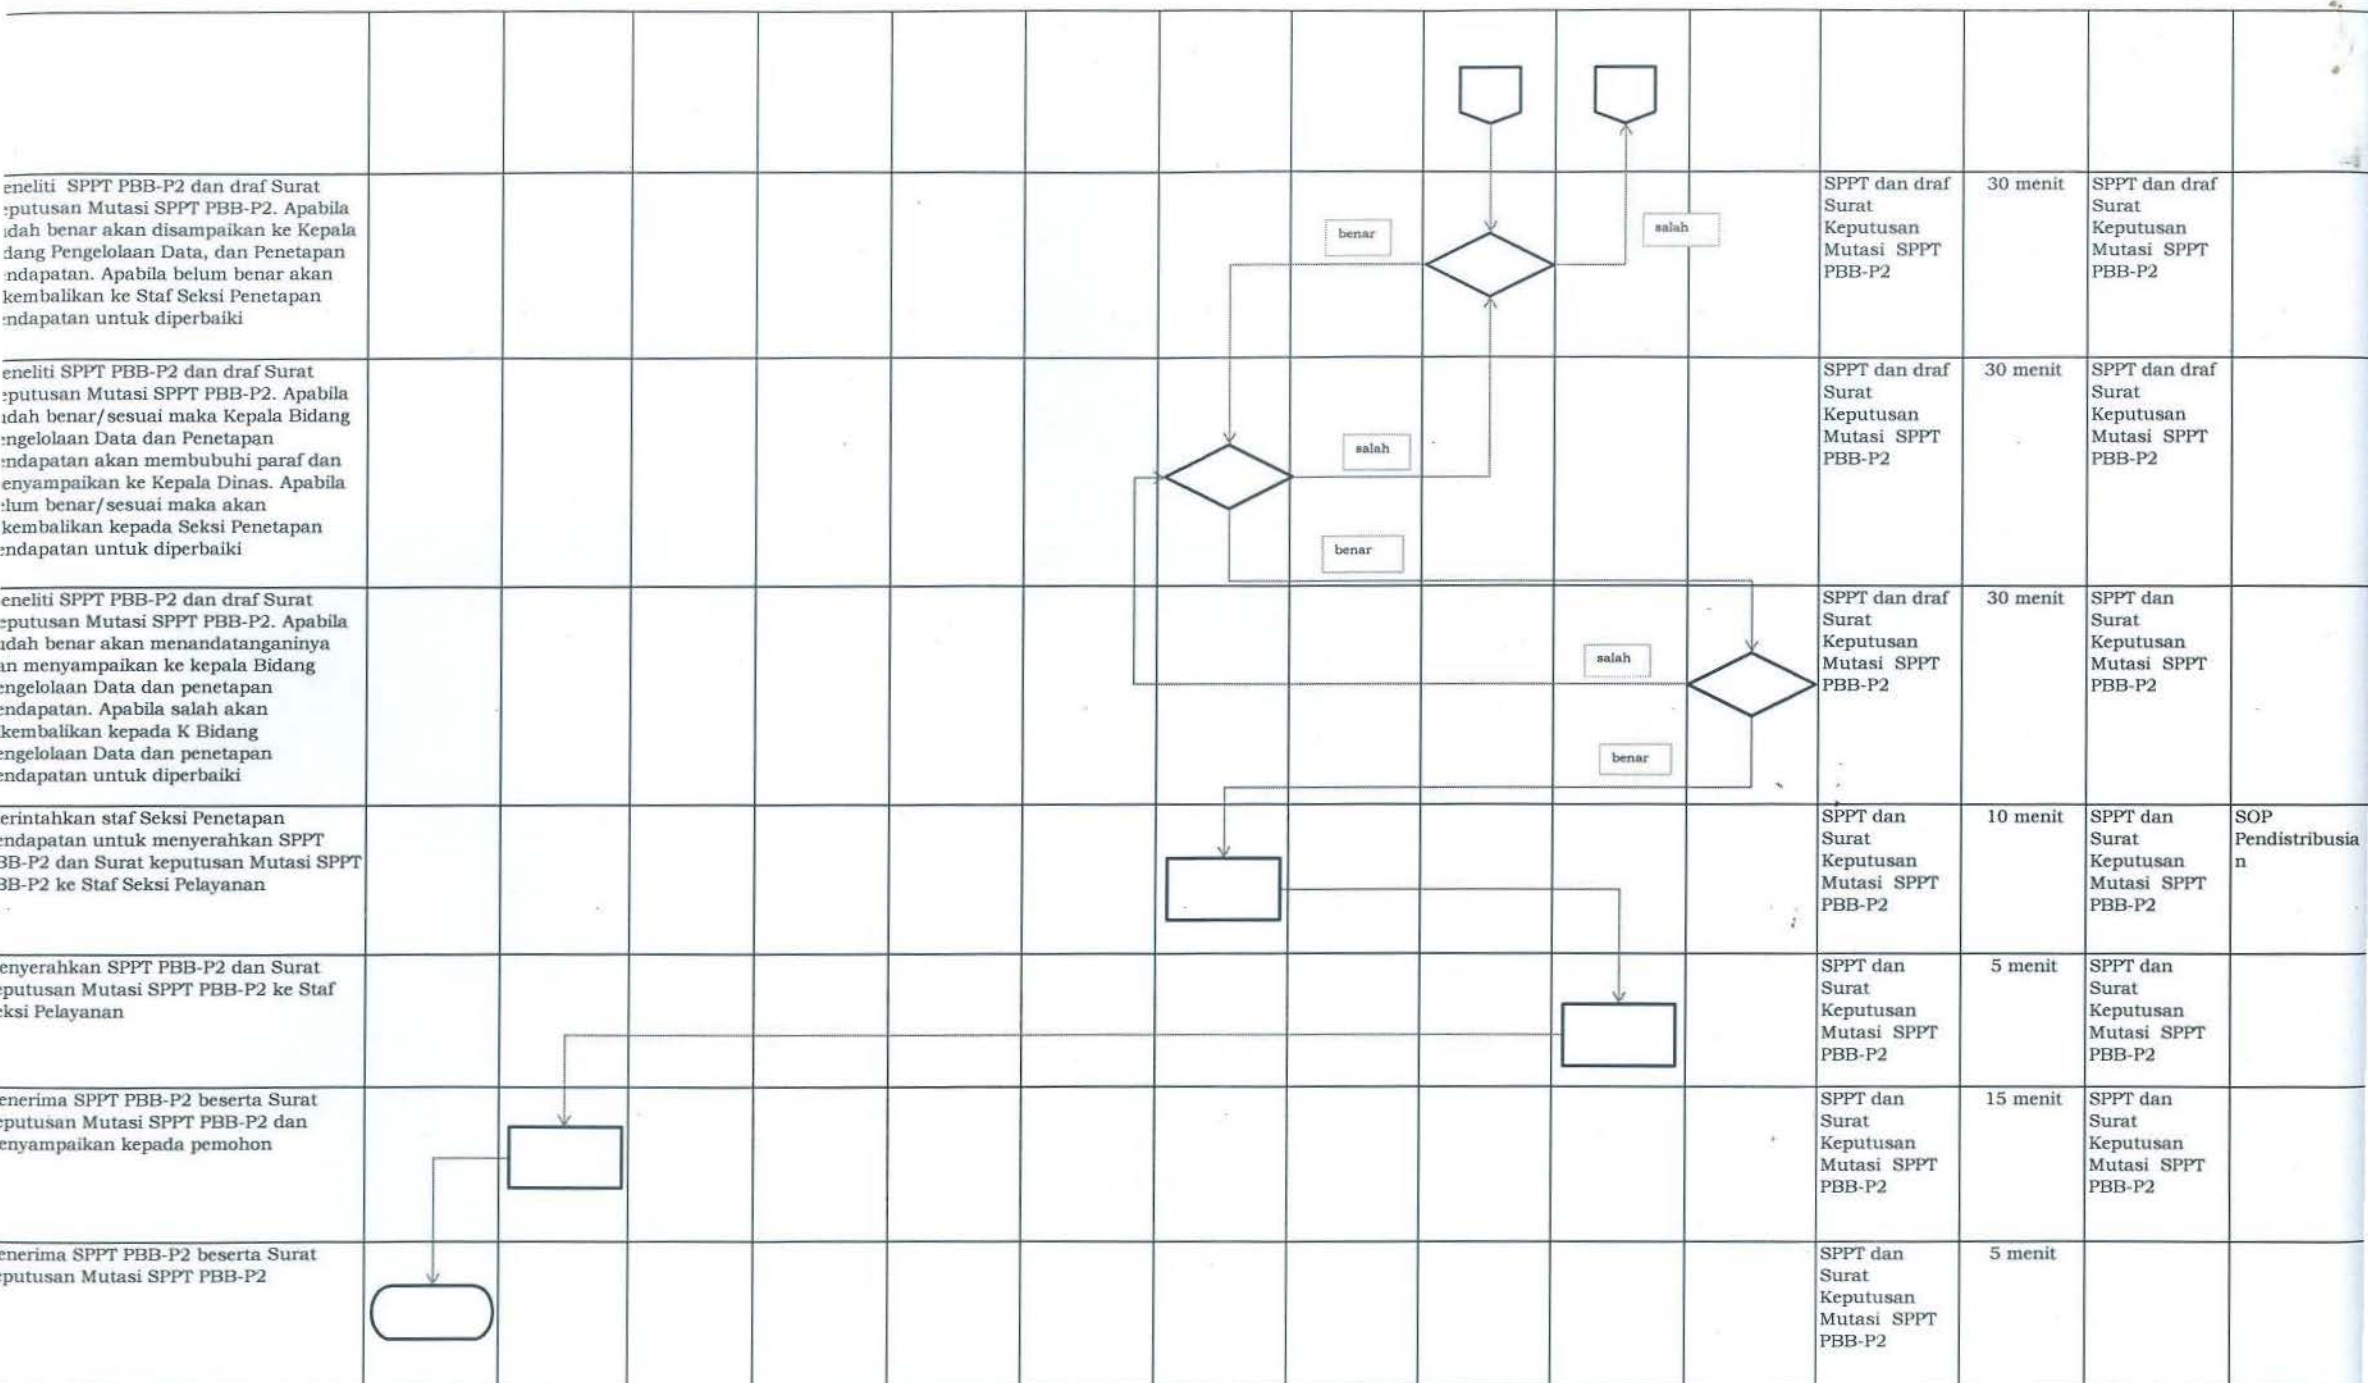 eneliti SPPT PBB-P2 dan draf Surat
eputusan Mutasi SPPT PBB-P2. Apabila
dah benar akan disampaikan ke Kepala
dang Pengelolaan Data, dan Penetapan
endapatan. Apabila belum benar akan
kembalikan ke Staf Seksi Penetapan
endapatan untuk diperbaiki
benar
salah
SPPT dan draf
Surat
Keputusan
Mutasi SPPT
PBB-P2
30 menit
SPPT dan draf
Surat
Keputusan
Mutasi SPPT
PBB-P2
eneliti SPPT PBB-P2 dan draf Surat
eputusan Mutasi SPPT PBB-P2. Apabila
udah benar/sesuai maka Kepala Bidang
engelolaan Data dan Penetapan
endapatan akan membubuhi paraf dan
enyampaikan ke Kepala Dinas. Apabila
elum benar/sesuai maka akan
kembalikan kepada Seksi Penetapan
endapatan untuk diperbaiki
salah
benar
SPPT dan draf
Surat
Keputusan
Mutasi SPPT
PBB-P2
30 menit
SPPT dan draf
Surat
Keputusan
Mutasi SPPT
PBB-P2
eneliti SPPT PBB-P2 dan draf Surat
eputusan Mutasi SPPT PBB-P2. Apabila
udah benar akan menandatanganinya
an menyampaikan ke kepala Bidang
engelolaan Data dan penetapan
endapatan. Apabila salah akan
kembalikan kepada K Bidang
engelolaan Data dan penetapan
endapatan untuk diperbaiki
salah
benar
SPPT dan draf
Surat
Keputusan
Mutasi SPPT
PBB-P2
30 menit
SPPT dan
Surat
Keputusan
Mutasi SPPT
PBB-P2
erintahkan staf Seksi Penetapan
endapatan untuk menyerahkan SPPT
BB-P2 dan Surat keputusan Mutasi SPPT
BB-P2 ke Staf Seksi Pelayanan
SPPT dan
Surat
Keputusan
Mutasi SPPT
PBB-P2
10 menit
SPPT dan
Surat
Keputusan
Mutasi SPPT
PBB-P2
SOP
Pendistribusia
n
enyerahkan SPPT PBB-P2 dan Surat
eputusan Mutasi SPPT PBB-P2 ke Staf
eksi Pelayanan
SPPT dan
Surat
Keputusan
Mutasi SPPT
PBB-P2
5 menit
SPPT dan
Surat
Keputusan
Mutasi SPPT
PBB-P2
enerima SPPT PBB-P2 beserta Surat
eputusan Mutasi SPPT PBB-P2 dan
enyampaikan kepada pemohon
SPPT dan
Surat
Keputusan
Mutasi SPPT
PBB-P2
15 menit
SPPT dan
Surat
Keputusan
Mutasi SPPT
PBB-P2
enerima SPPT PBB-P2 beserta Surat
eputusan Mutasi SPPT PBB-P2
SPPT dan
Surat
Keputusan
Mutasi SPPT
PBB-P2
5 menit